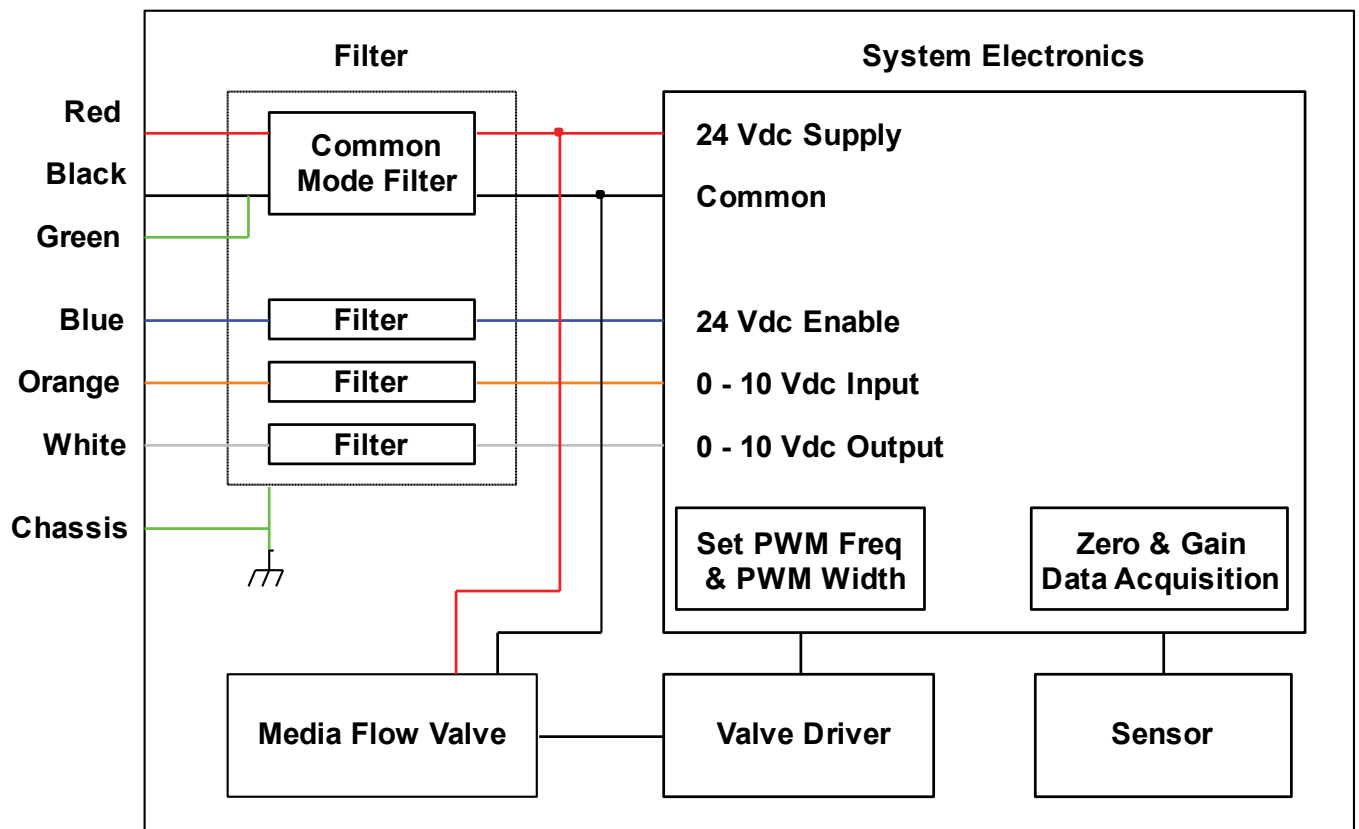 Filter
System Electronics
Red
Black
Green
Blue
Orange
White
Chassis
Common
Mode Filter
Filter
Filter
Filter
24 Vdc Supply
Common
24 Vdc Enable
0 - 10 Vdc Input
0 - 10 Vdc Output
Set PWM Freq
& PWM Width
Zero & Gain
Data Acquisition
Media Flow Valve
Valve Driver
Sensor